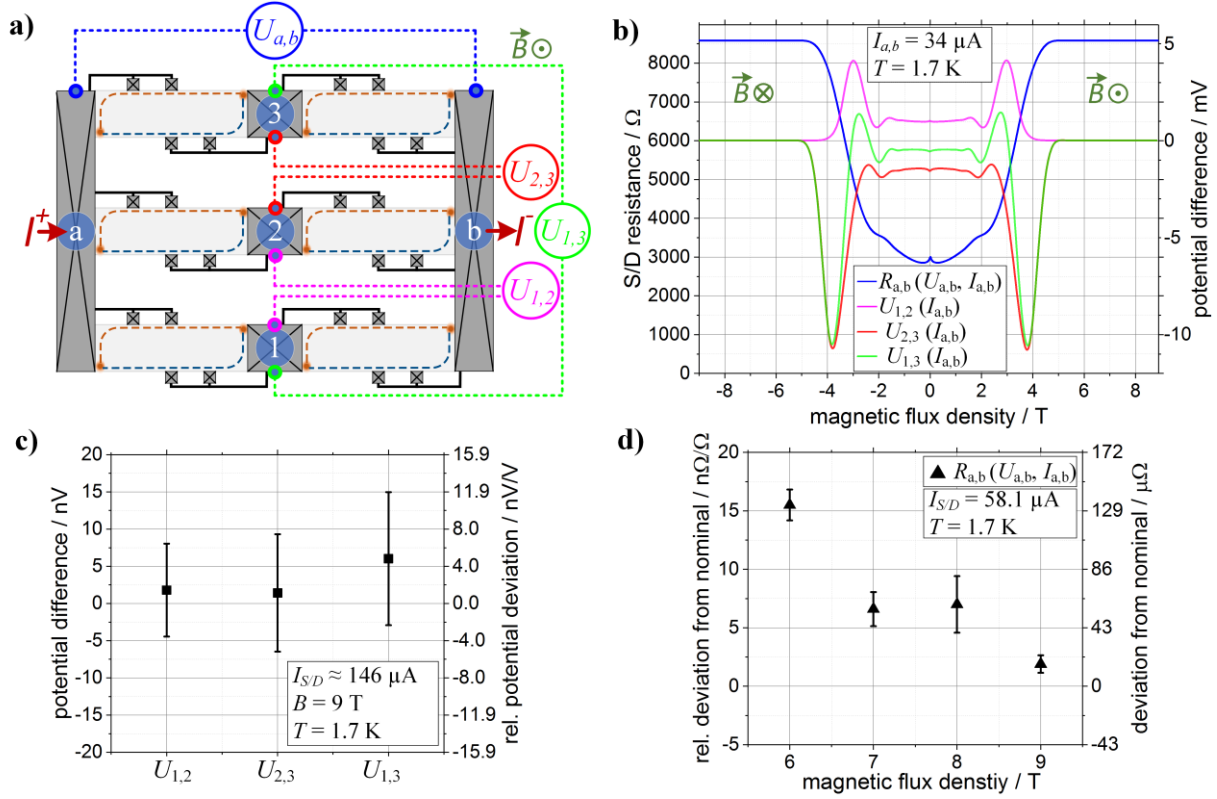 a)
U_{a,b}
B⃗⊙
3
U_{2,3}
I^+
a
2
b
I^-
U_{1,3}
U_{1,2}
1
b)
I_{a,b} = 34 µA
T = 1.7 K
B⃗⊗
B⃗⊙
S/D resistance / Ω
8000
7000
6000
5000
4000
3000
2000
1000
0
5
0
-5
-10
potential difference / mV
R_{a,b} (U_{a,b}, I_{a,b})
U_{1,2} (I_{a,b})
U_{2,3} (I_{a,b})
U_{1,3} (I_{a,b})
-8 -6 -4 -2 0 2 4 6 8
magnetic flux density / T
c)
potential difference / nV
20
15
10
5
0
-5
-10
-15
-20
15.9
11.9
8.0
4.0
0.0
-4.0
-8.0
-11.9
-15.9
rel. potential deviation / nV/V
I_{S/D} ≈ 146 µA
B = 9 T
T = 1.7 K
U_{1,2} U_{2,3} U_{1,3}
d)
rel. deviation from nominal / nΩ/Ω
20
15
10
5
0
-5
172
129
86
43
0
-43
deviation from nominal / µΩ
R_{a,b} (U_{a,b}, I_{a,b})
I_{S/D} = 58.1 µA
T = 1.7 K
6 7 8 9
magnetic flux denstiy / T